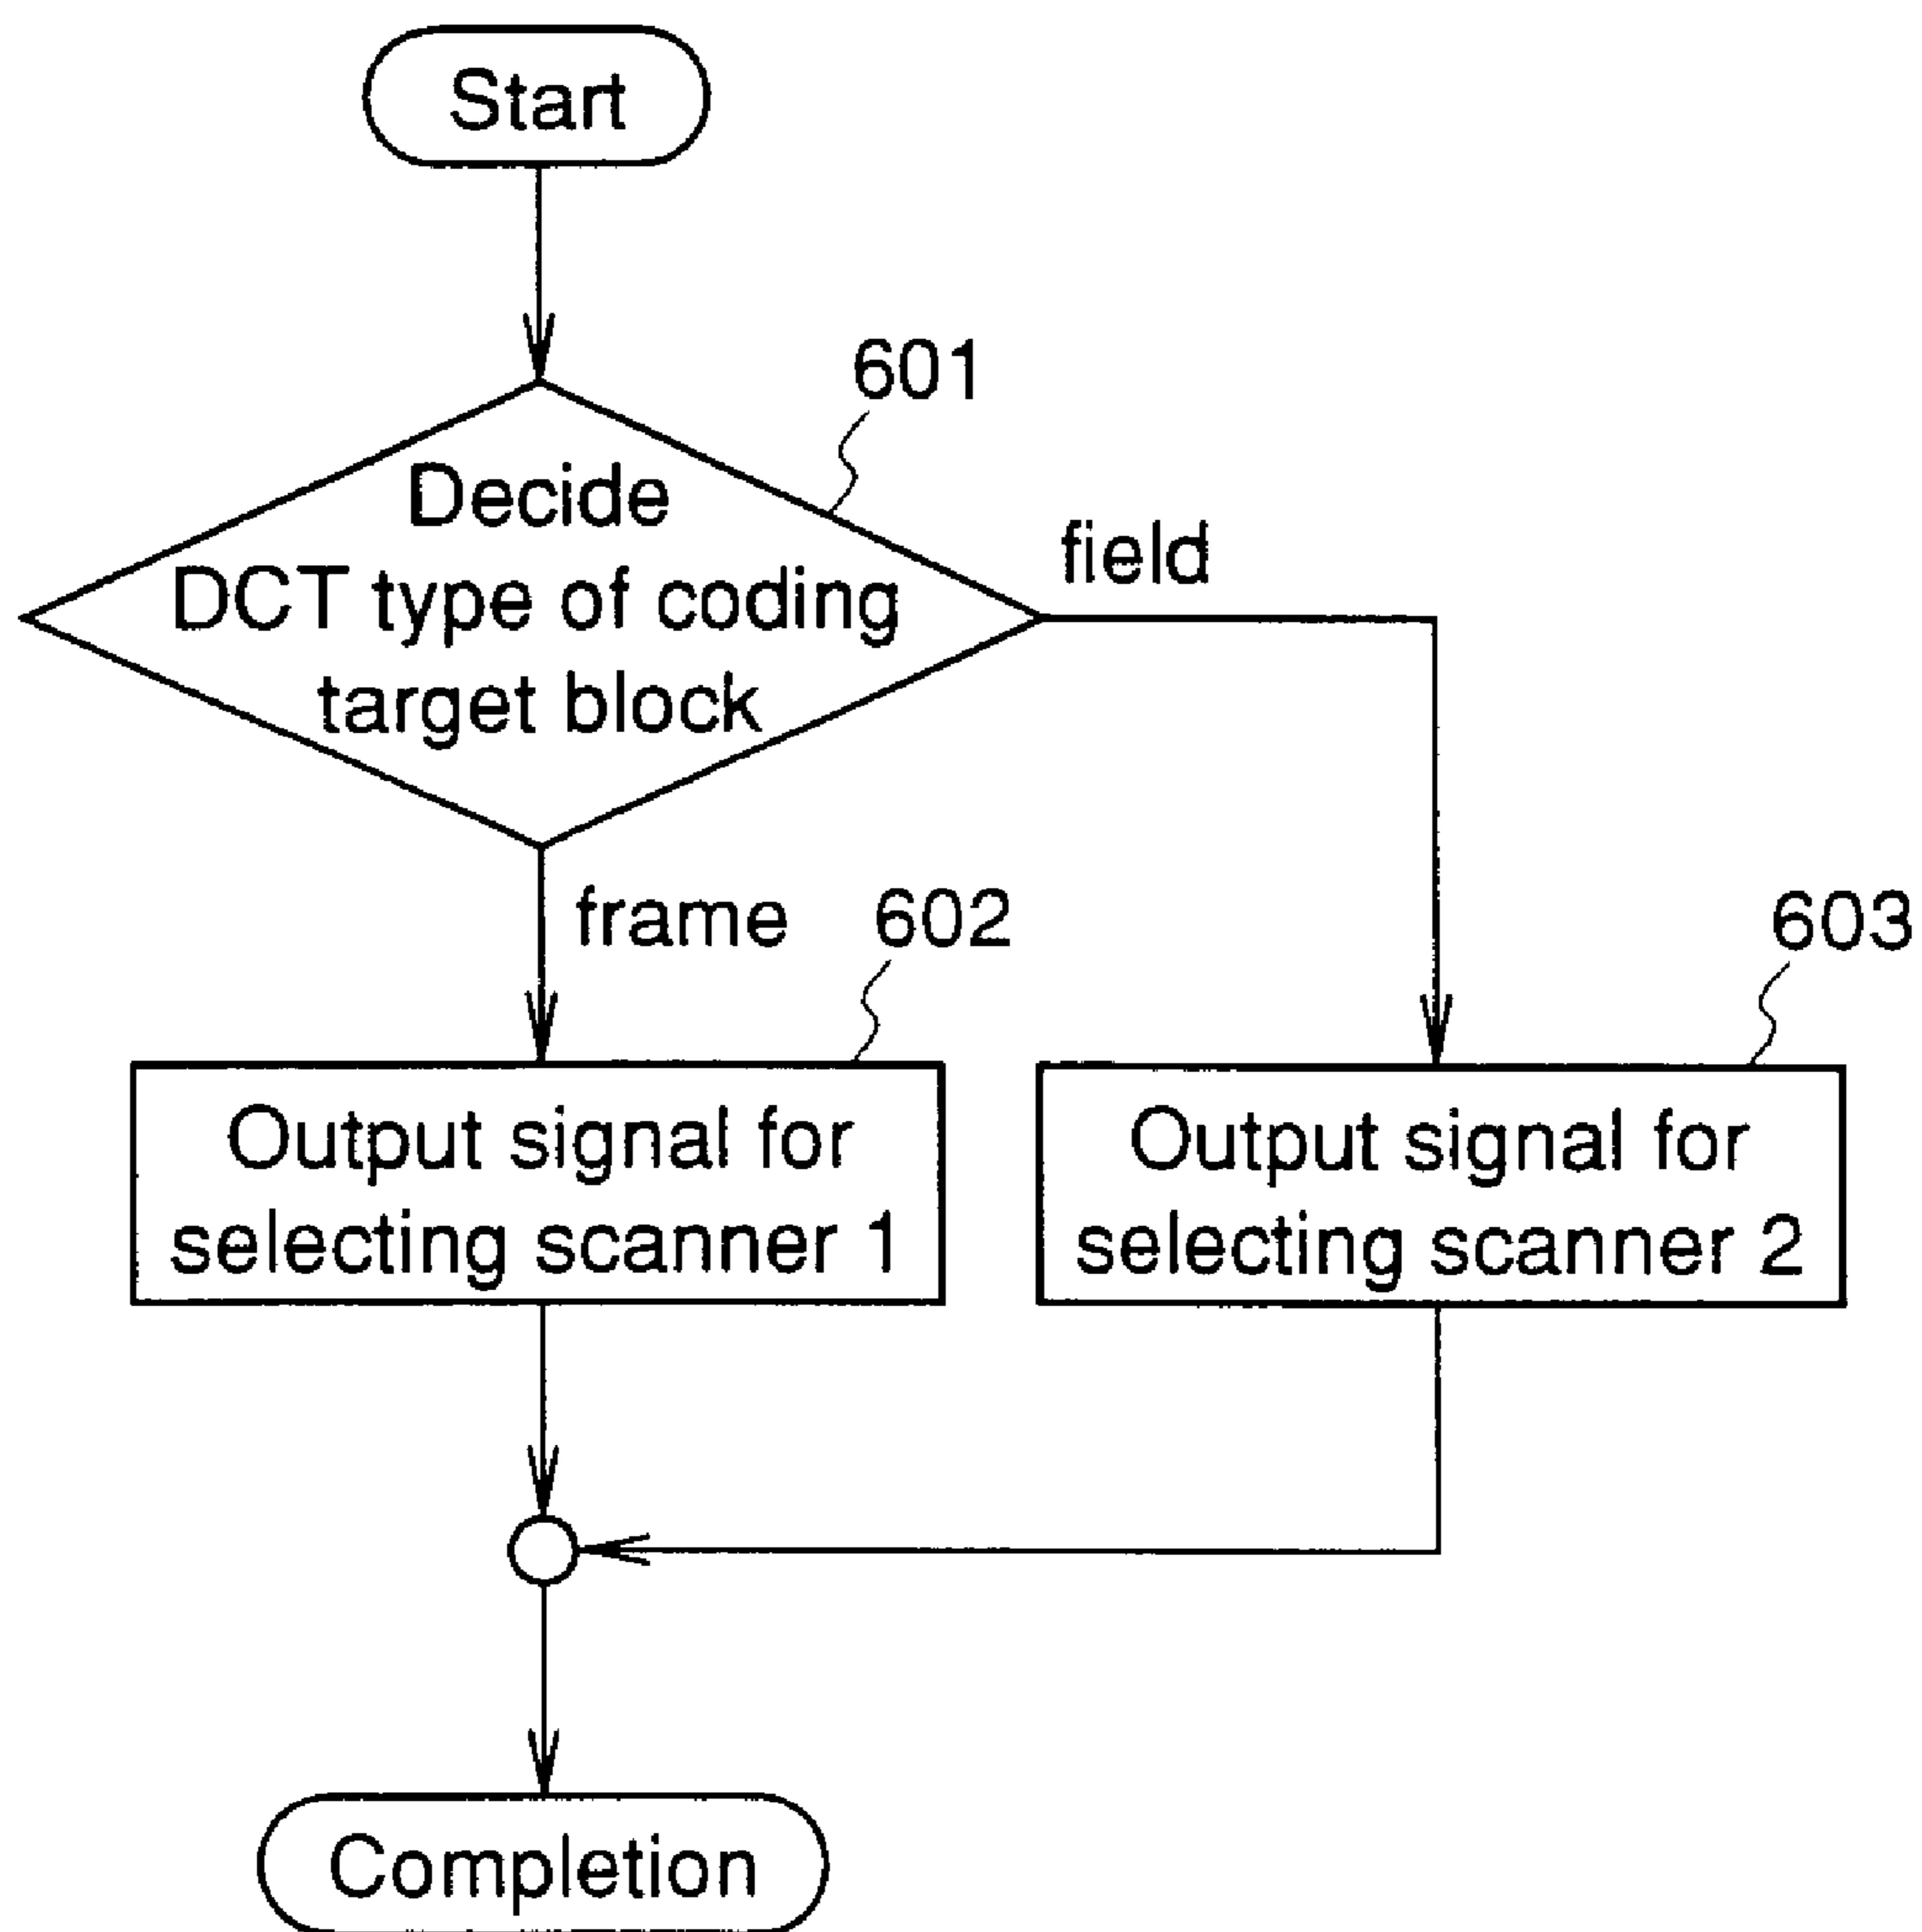 Start
601
Decide
DCT type of coding
target block
field
frame
602
603
Output signal for
selecting scanner 1
Output signal for
selecting scanner 2
Completion